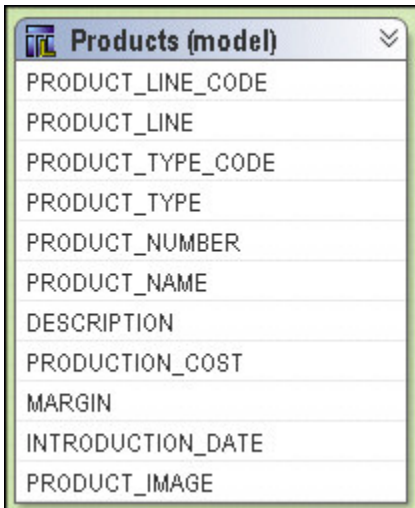 Products (model)
PRODUCT_LINE_CODE
PRODUCT_LINE
PRODUCT_TYPE_CODE
PRODUCT_TYPE
PRODUCT_NUMBER
PRODUCT_NAME
DESCRIPTION
PRODUCTION_COST
MARGIN
INTRODUCTION_DATE
PRODUCT_IMAGE